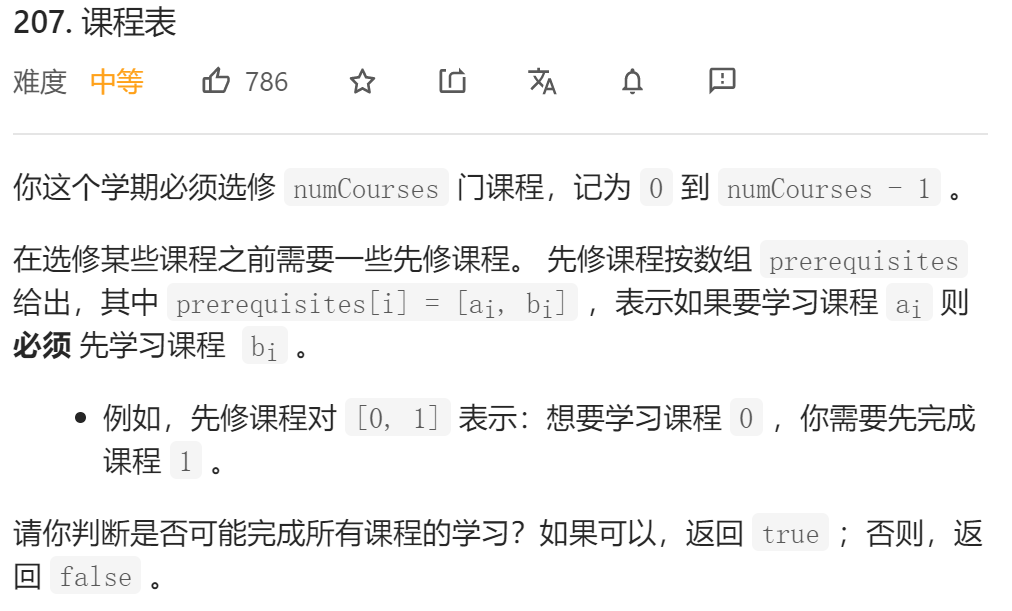 207. 课程表
难度 中等 786
你这个学期必须选修 numCourses 门课程，记为 0 到 numCourses - 1 。
在选修某些课程之前需要一些先修课程。 先修课程按数组 prerequisites
给出，其中 prerequisites[i] = [ai, bi] ，表示如果要学习课程 ai 则
必须 先学习课程 bi 。
• 例如，先修课程对 [0, 1] 表示：想要学习课程 0 ，你需要先完成
课程 1 。
请你判断是否可能完成所有课程的学习？如果可以，返回 true ；否则，返
回 false 。